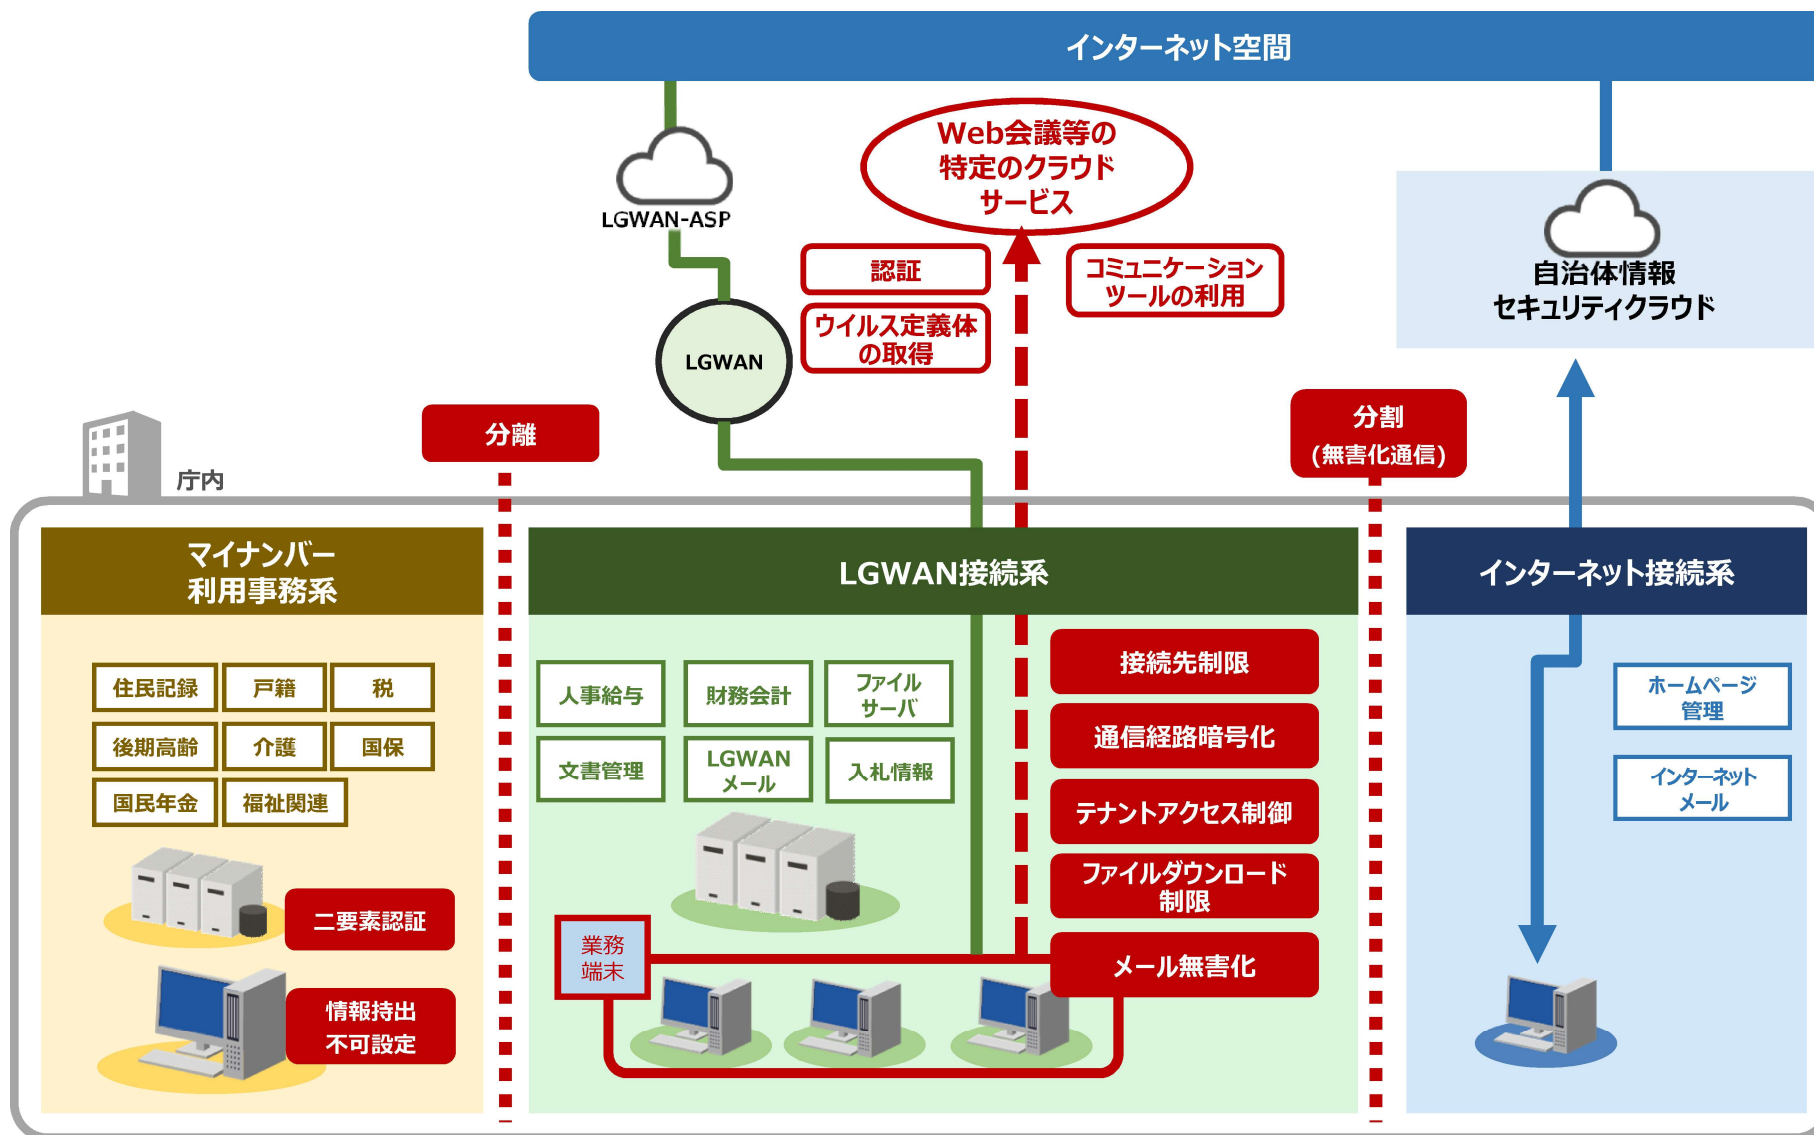 インターネット空間
Web会議等の
特定のクラウド
サービス
LGWAN-ASP
認証
コミュニケーション
ツールの利用
ウイルス定義体
の取得
LGWAN
自治体情報
セキュリティクラウド
分離
分割
(無害化通信)
庁内
マイナンバー
利用事務系
住民記録
戸籍
税
後期高齢
介護
国保
国民年金
福祉関連
二要素認証
情報持出
不可設定
LGWAN接続系
人事給与
財務会計
ファイル
サーバ
文書管理
LGWAN
メール
入札情報
接続先制限
通信経路暗号化
テナントアクセス制御
ファイルダウンロード
制限
メール無害化
業務
端末
インターネット接続系
ホームページ
管理
インターネット
メール